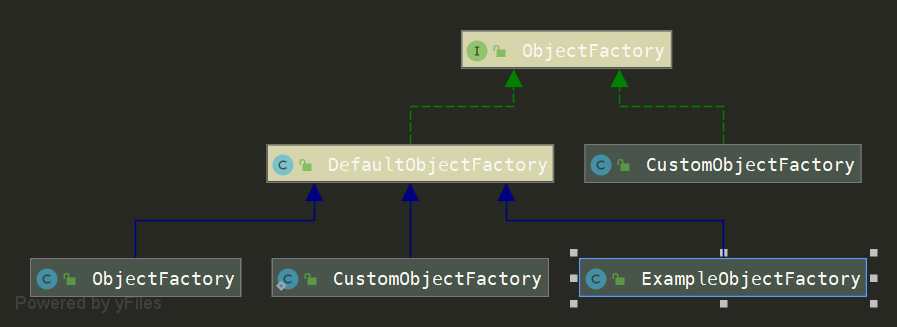 I ObjectFactory
C DefaultObjectFactory
C CustomObjectFactory
C ObjectFactory
C CustomObjectFactory
C ExampleObjectFactory
Powered by yFiles